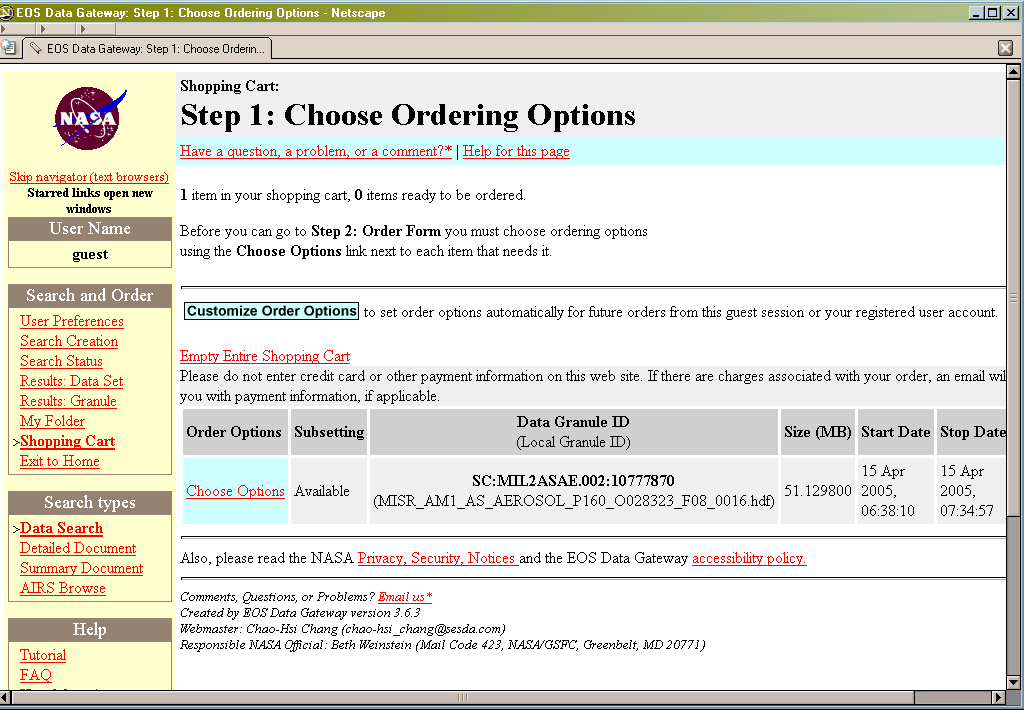 EOS Data Gateway: Step 1: Choose Ordering Options - Netscape
EOS Data Gateway: Step 1: Choose Orderin...
NASA
Skip navigator (text browsers)
Starred links open new
windows
User Name
guest
Search and Order
User Preferences
Search Creation
Search Status
Results: Data Set
Results: Granule
My Folder
>Shopping Cart
Exit to Home
Search types
>Data Search
Detailed Document
Summary Document
AIRS Browse
Help
Tutorial
FAQ
Shopping Cart:
Step 1: Choose Ordering Options
Have a question, a problem, or a comment?* | Help for this page
1 item in your shopping cart, 0 items ready to be ordered.
Before you can go to Step 2: Order Form you must choose ordering options
using the Choose Options link next to each item that needs it.
Customize Order Options to set order options automatically for future orders from this guest session or your registered user account.
Empty Entire Shopping Cart
Please do not enter credit card or other payment information on this web site. If there are charges associated with your order, an email wil
you with payment information, if applicable.
Order Options Subsetting Data Granule ID (Local Granule ID) Size (MB) Start Date Stop Date
Choose Options Available SC:MIL2ASAE.002:10777870 (MISR_AM1_AS_AEROSOL_P160_O028323_F08_0016.hdf) 51.129800 15 Apr 2005, 06:38:10 15 Apr 2005, 07:34:57
Also, please read the NASA Privacy, Security, Notices and the EOS Data Gateway accessibility policy.
Comments, Questions, or Problems? Email us*
Created by EOS Data Gateway version 3.6.3
Webmaster: Chao-Hsi Chang (chao-hsi_chang@sesda.com)
Responsible NASA Official: Beth Weinstein (Mail Code 423, NASA/GSFC, Greenbelt, MD 20771)